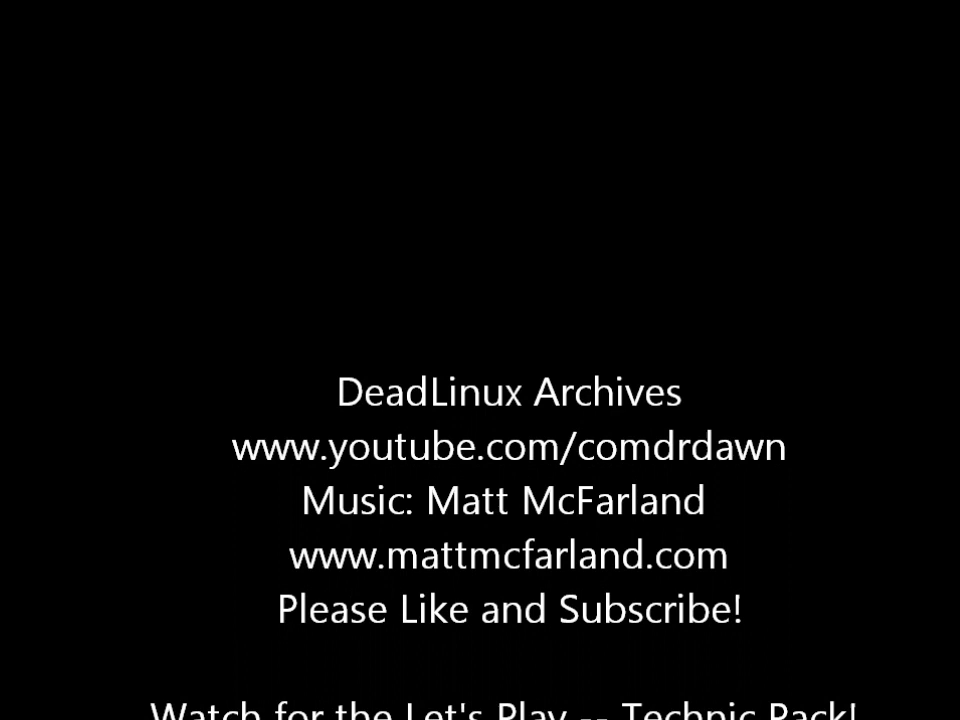 DeadLinux Archives
www.youtube.com/comdrdawn
Music: Matt McFarland
www.mattmcfarland.com
Please Like and Subscribe!
Watch for the Let's Play -- Technic Pack!